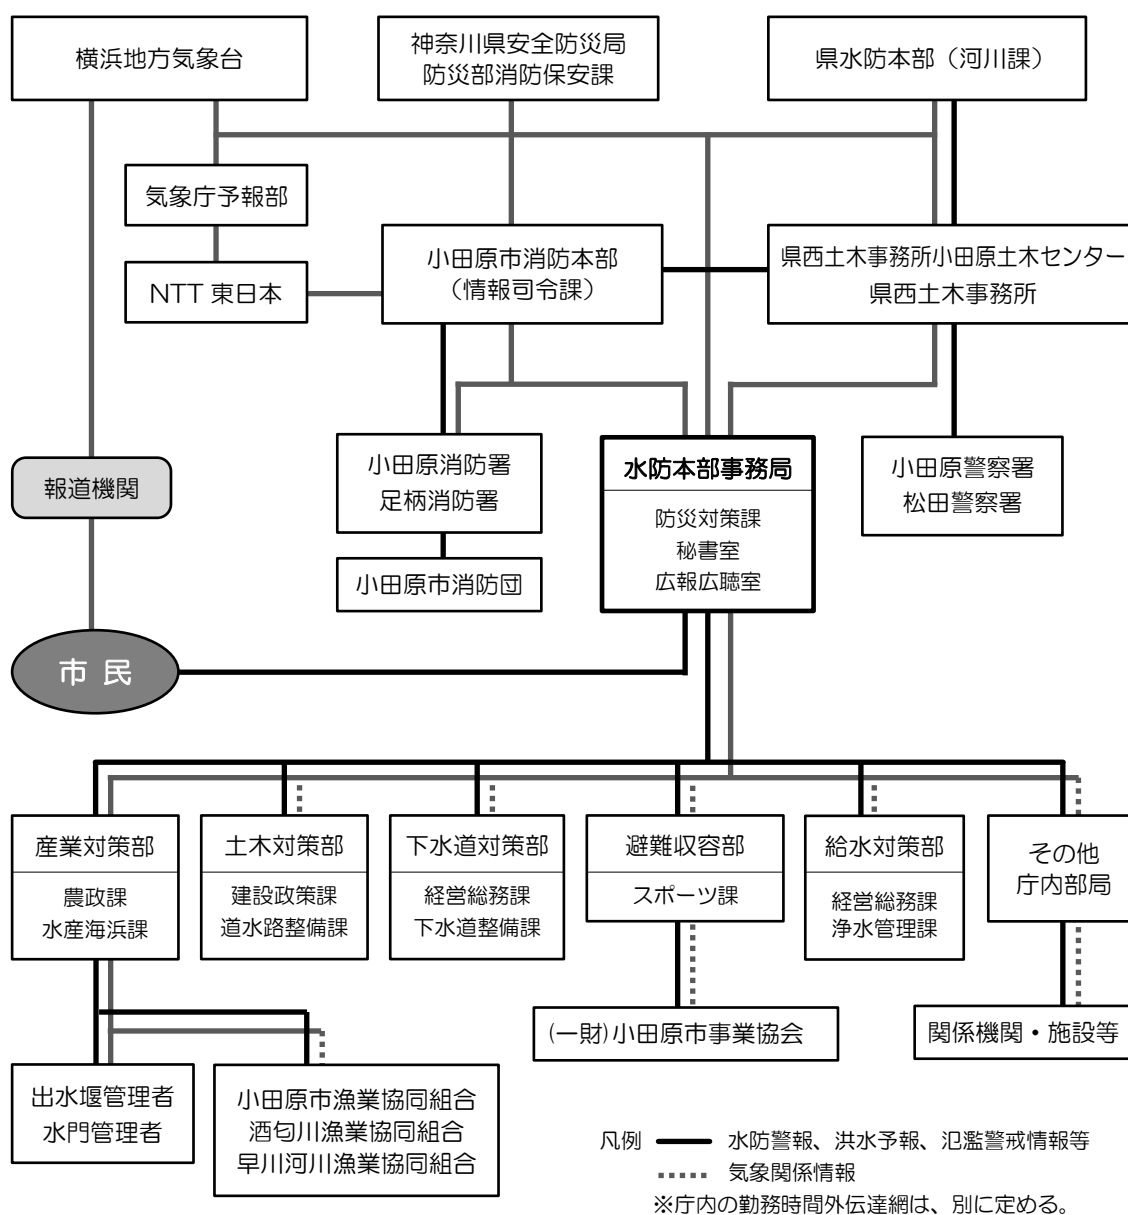 横浜地方気象台
神奈川県安全防災局
防災部消防保安課
県水防本部（河川課）
気象庁予報部
NTT 東日本
小田原市消防本部
（情報司令課）
県西土木事務所小田原土木センター
県西土木事務所
報道機関
小田原消防署
足柄消防署
小田原市消防団
水防本部事務局
防災対策課
秘書室
広報広聴室
小田原警察署
松田警察署
市 民
産業対策部
農政課
水産海浜課
土木対策部
建設政策課
道水路整備課
下水道対策部
経営総務課
下水道整備課
避難収容部
スポーツ課
給水対策部
経営総務課
浄水管理課
その他
庁内部局
(一財)小田原市事業協会
関係機関・施設等
出水堰管理者
水門管理者
小田原市漁業協同組合
酒匂川漁業協同組合
早川河川漁業協同組合
凡例 水防警報、洪水予報、氾濫警戒情報等
気象関係情報
※庁内の勤務時間外伝達網は、別に定める。